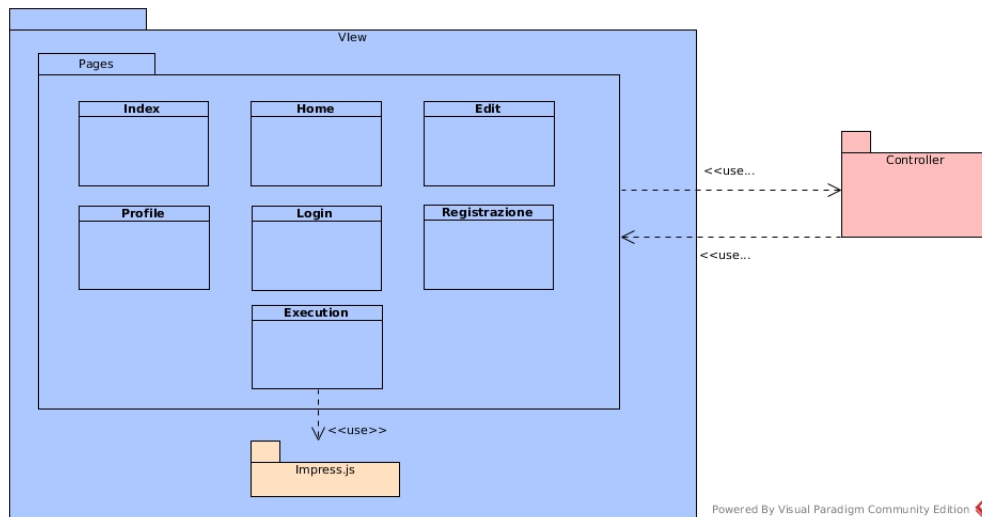 VIew
Pages
Index
Home
Edit
Profile
Login
Registrazione
Execution
<<use>>
Impress.js
<<use...
<<use...
Controller
Powered By Visual Paradigm Community Edition